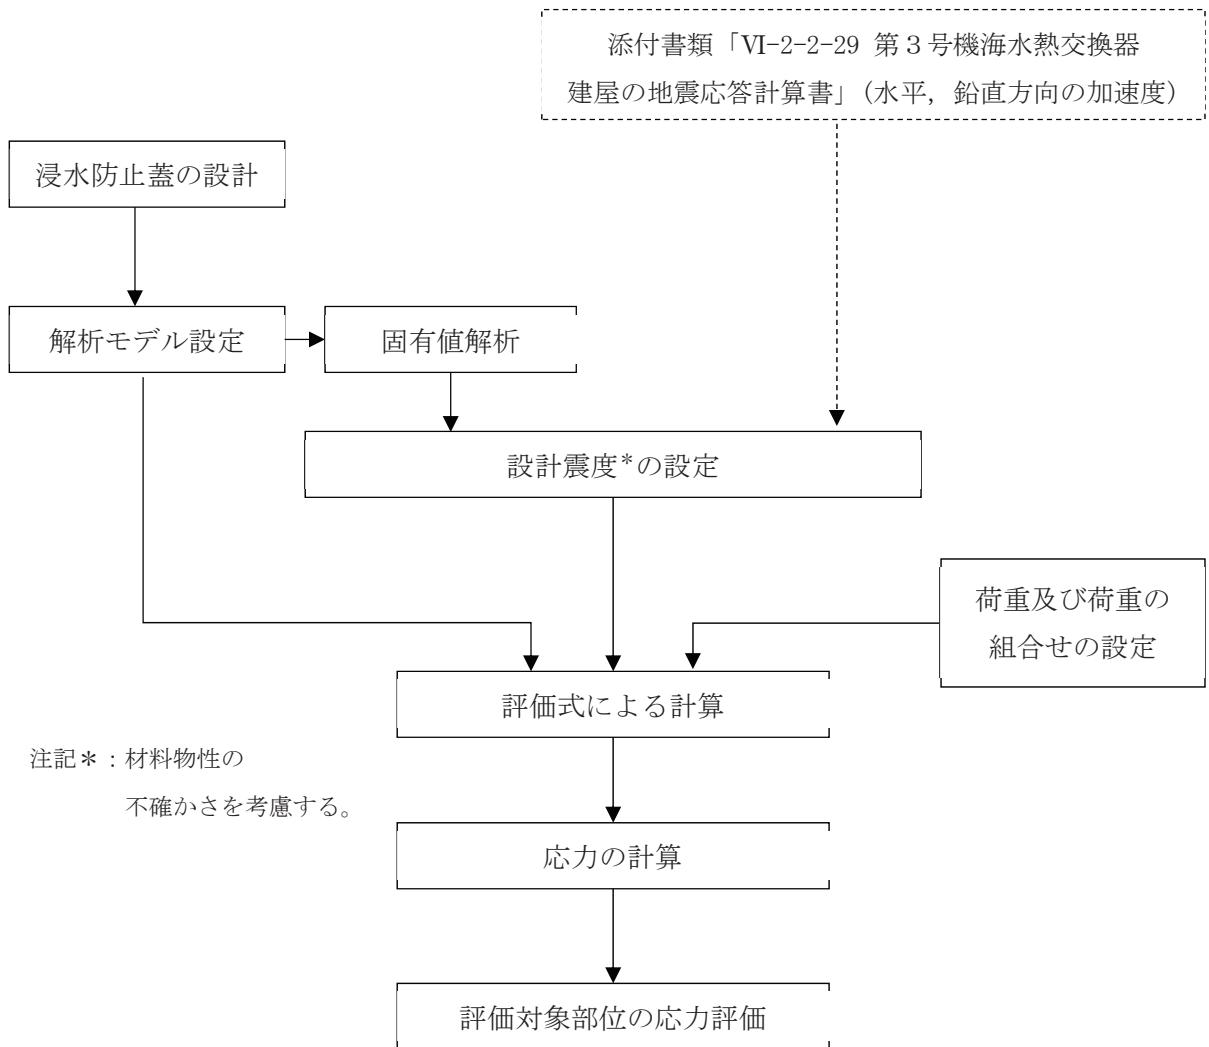 添付書類「Ⅵ-2-2-29 第３号機海水熱交換器
建屋の地震応答計算書」（水平，鉛直方向の加速度）
浸水防止蓋の設計
解析モデル設定
固有値解析
設計震度*の設定
荷重及び荷重の
組合せの設定
評価式による計算
注記＊：材料物性の
不確かさを考慮する。
応力の計算
評価対象部位の応力評価